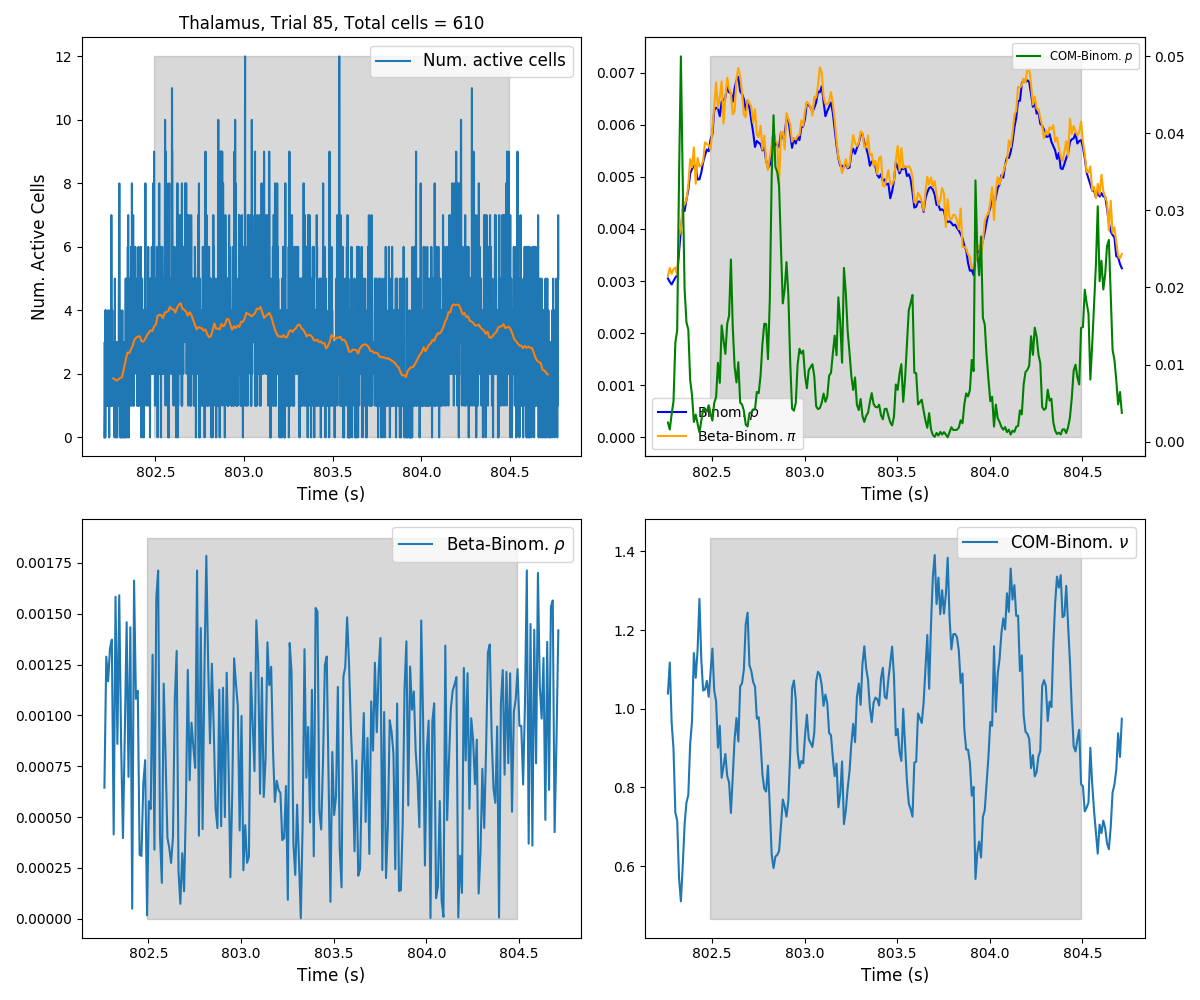 Thalamus, Trial 85, Total cells = 610
Num. active cells
Num. Active Cells
12
10
8
6
4
2
0
802.5 803.0 803.5 804.0 804.5
Time (s)
COM-Binom. p
0.007
0.006
0.005
0.004
0.003
0.002
0.001
0.000
0.05
0.04
0.03
0.02
0.01
0.00
Binom. p
Beta-Binom. π
802.5 803.0 803.5 804.0 804.5
Time (s)
Beta-Binom. ρ
0.00175
0.00150
0.00125
0.00100
0.00075
0.00050
0.00025
0.00000
802.5 803.0 803.5 804.0 804.5
Time (s)
COM-Binom. ν
1.4
1.2
1.0
0.8
0.6
802.5 803.0 803.5 804.0 804.5
Time (s)